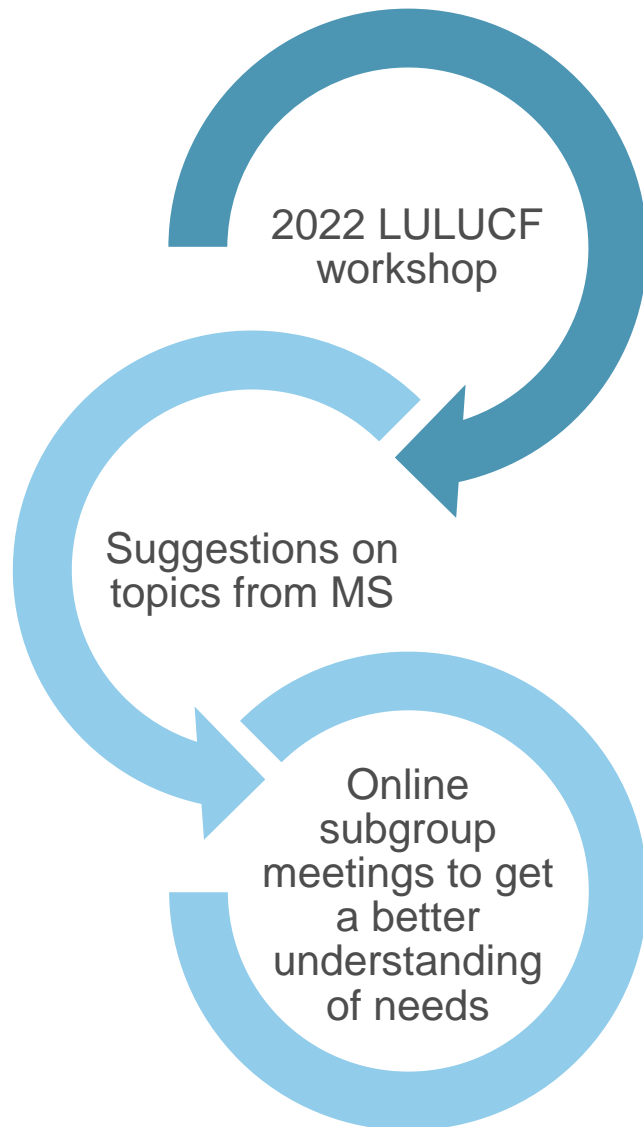 2022 LULUCF
workshop
Suggestions on
topics from MS
Online
subgroup
meetings to get
a better
understanding
of needs